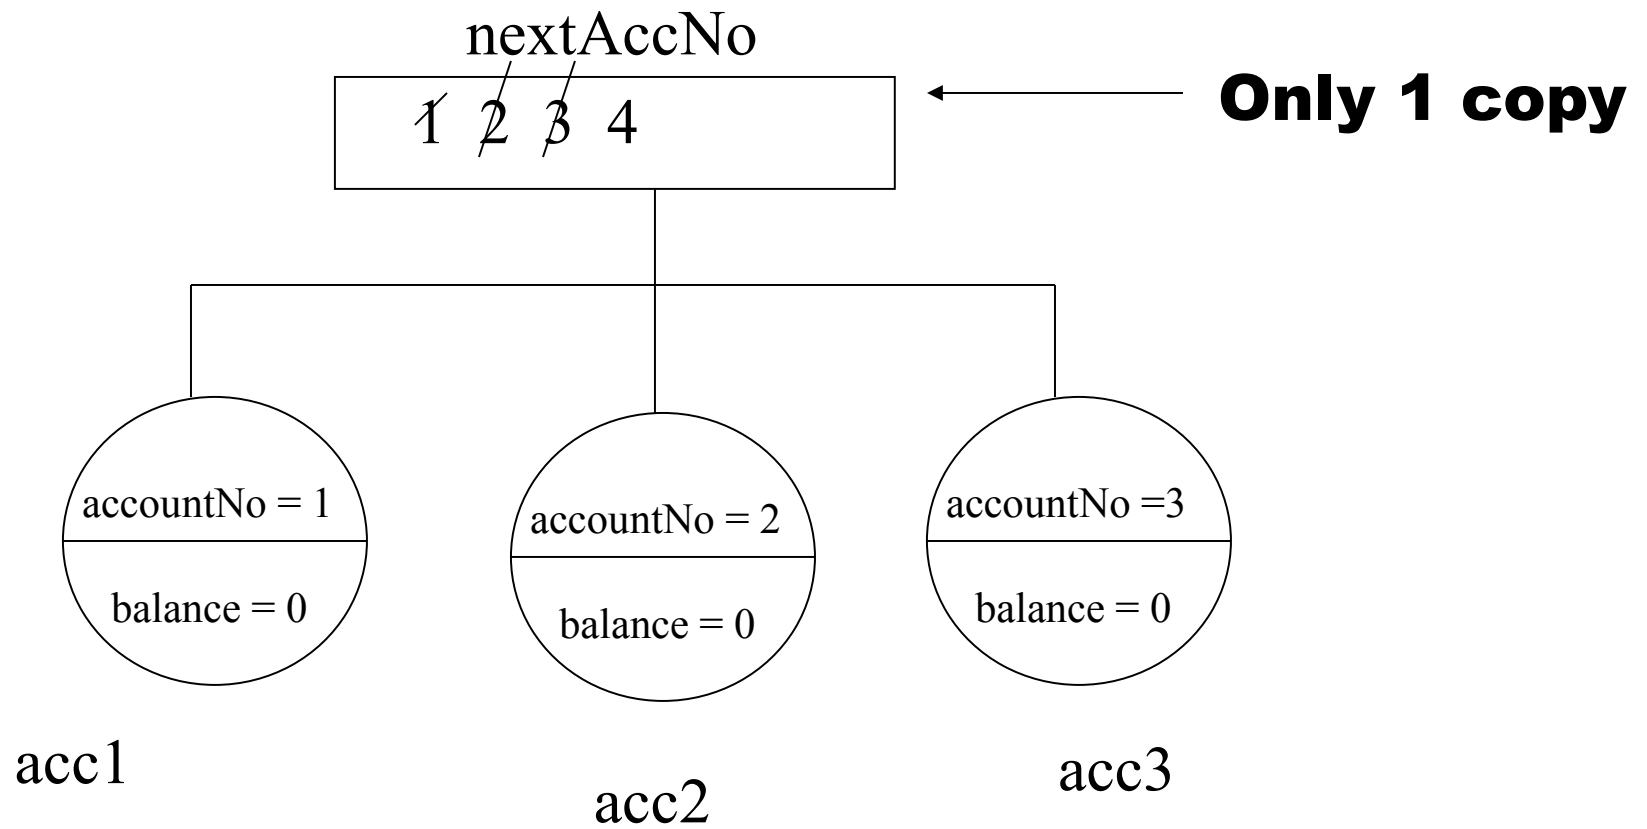 nextAccNo
1 2 3 4
Only 1 copy
accountNo = 1
balance = 0
accountNo = 2
balance = 0
accountNo =3
balance = 0
acc1
acc2
acc3